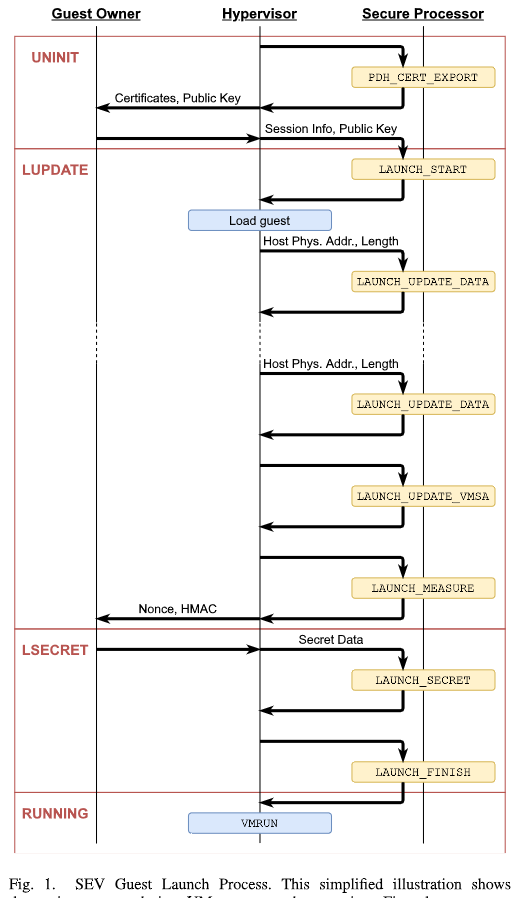 Guest Owner Hypervisor Secure Processor
UNINIT
PDH_CERT_EXPORT
Certificates, Public Key
Session Info, Public Key
LUPDATE
LAUNCH_START
Load guest
Host Phys. Addr., Length
LAUNCH_UPDATE_DATA
Host Phys. Addr., Length
LAUNCH_UPDATE_DATA
LAUNCH_UPDATE_VMSA
LAUNCH_MEASURE
Nonce, HMAC
Secret Data
LSECRET
LAUNCH_SECRET
LAUNCH_FINISH
RUNNING
VMRUN
Fig. 1. SEV Guest Launch Process. This simplified illustration shows